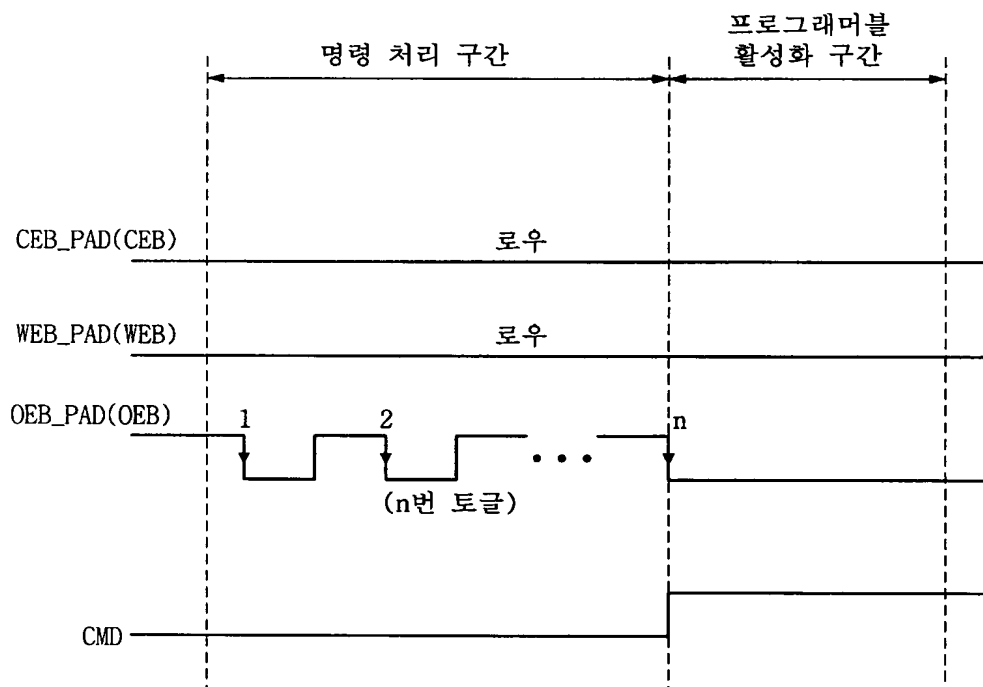 명령 처리 구간
프로그래머블
활성화 구간
CEB_PAD(CEB)
로우
WEB_PAD(WEB)
로우
OEB_PAD(OEB)
1
2
n
(n번 토글)
CMD